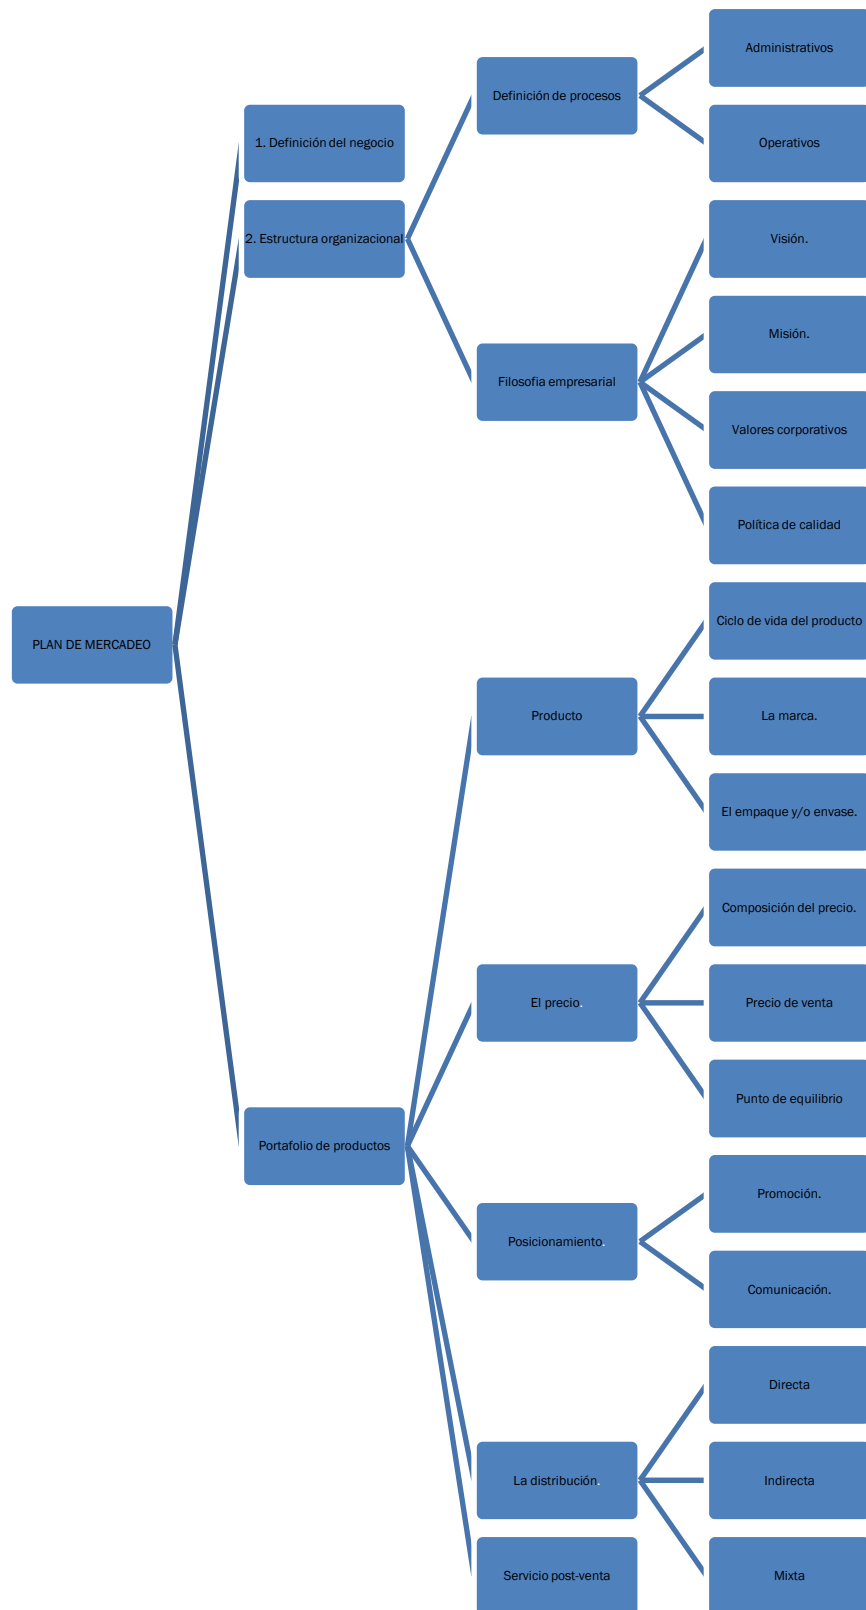 Administrativos
Definición de procesos
Operativos
1. Definición del negocio
2. Estructura organizacional
Visión.
Misión.
Filosofia empresarial
Valores corporativos
Política de calidad
PLAN DE MERCADEO
Ciclo de vida del producto
Producto
La marca.
El empaque y/o envase.
Composición del precio.
El precio.
Precio de venta
Punto de equilibrio
Portafolio de productos
Promoción.
Posicionamiento.
Comunicación.
Directa
La distribución.
Indirecta
Servicio post-venta
Mixta